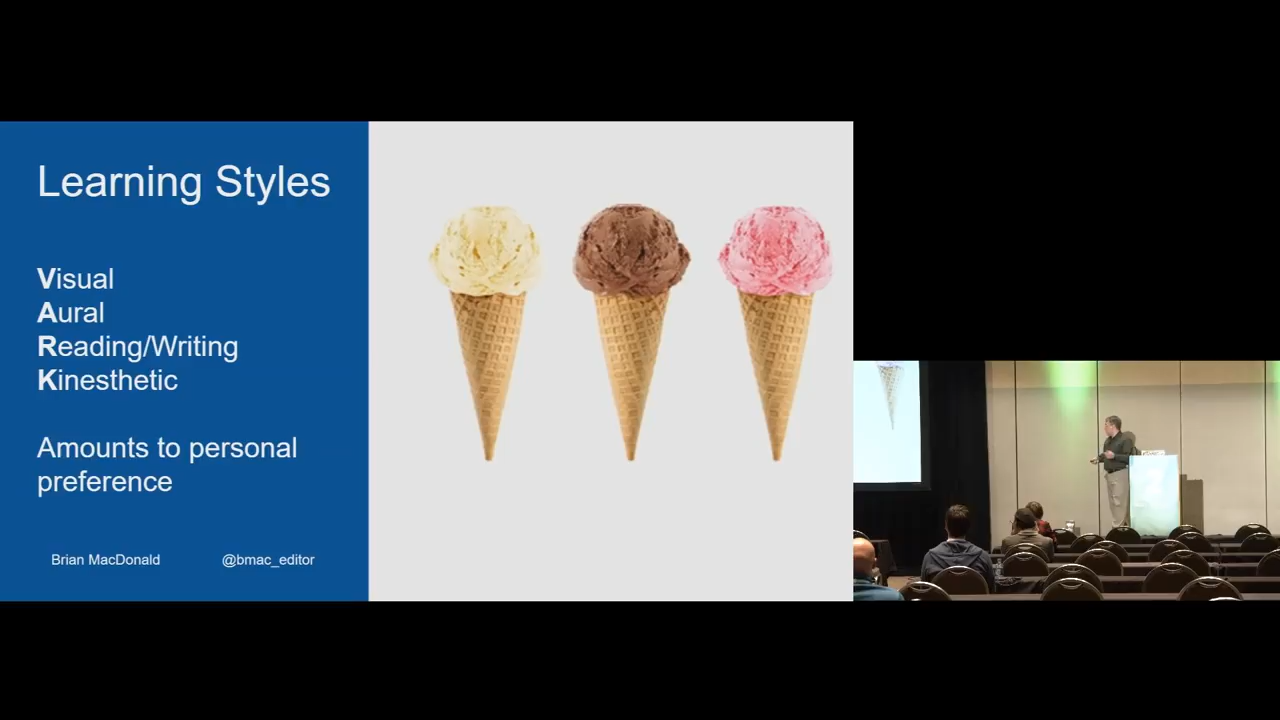 Learning Styles
Visual
Aural
Reading/Writing
Kinesthetic
Amounts to personal
preference
Brian MacDonald @bmac_editor